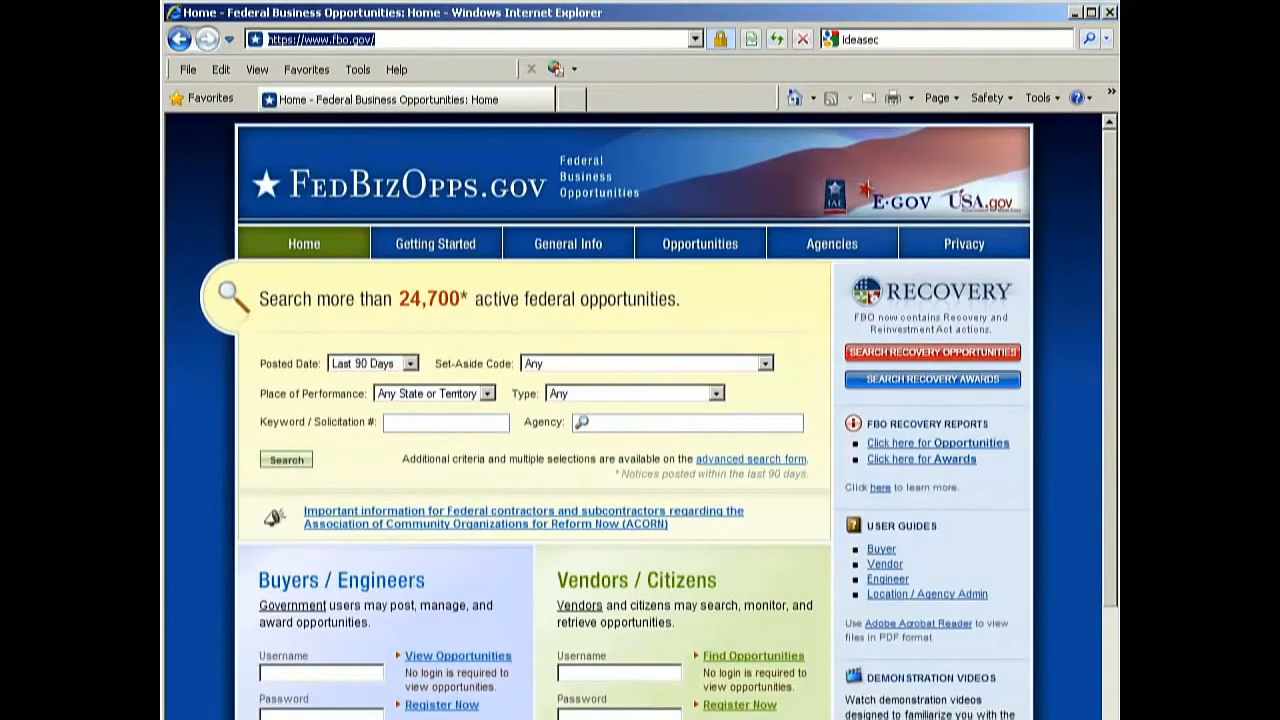 Home - Federal Business Opportunities: Home - Windows Internet Explorer
https://www.fbo.gov/
ideasec
File Edit View Favorites Tools Help
Favorites
Home - Federal Business Opportunities: Home
Page Safety Tools
FEDBIZOPPS.GOV
Federal
Business
Opportunities
IAE
E-GOV
USA.gov
Home
Getting Started
General Info
Opportunities
Agencies
Privacy
Search more than 24,700* active federal opportunities.
Posted Date: Last 90 Days Set-Aside Code: Any
Place of Performance: Any State or Territory Type: Any
Keyword / Solicitation #: Agency:
Search
Additional criteria and multiple selections are available on the advanced search form.
* Notices posted within the last 90 days.
Important information for Federal contractors and subcontractors regarding the
Association of Community Organizations for Reform Now (ACORN)
Buyers / Engineers
Government users may post, manage, and
award opportunities.
Username
Password
View Opportunities
No login is required to
view opportunities.
Register Now
Vendors / Citizens
Vendors and citizens may search, monitor, and
retrieve opportunities.
Username
Password
Find Opportunities
No login is required to
view opportunities.
Register Now
RECOVERY
FBO now contains Recovery and
Reinvestment Act actions.
SEARCH RECOVERY OPPORTUNITIES
SEARCH RECOVERY AWARDS
FBO RECOVERY REPORTS
Click here for Opportunities
Click here for Awards
Click here to learn more.
USER GUIDES
Buyer
Vendor
Engineer
Location / Agency Admin
Use Adobe Acrobat Reader to view
files in PDF format.
DEMONSTRATION VIDEOS
Watch demonstration videos
designed to familiarize you with the